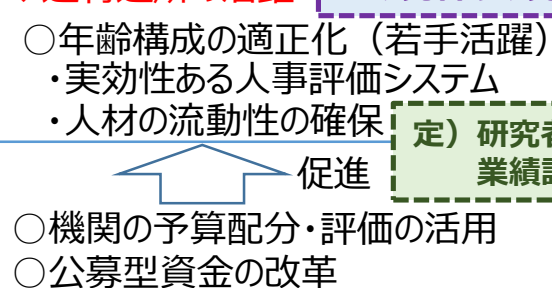 ○年齢構成の適正化（若手活躍）
・実効性ある人事評価システム
・人材の流動性の確保
定）研究者
業績
促進
○機関の予算配分・評価の活用
○公募型資金の改革